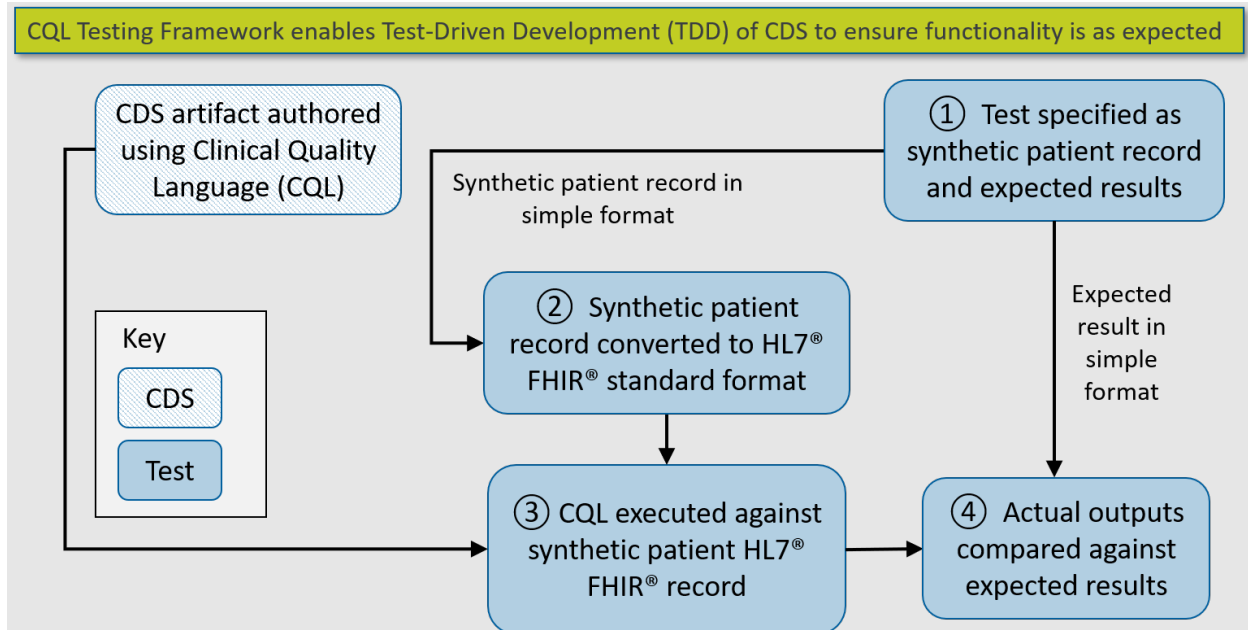 CQL Testing Framework enables Test-Driven Development (TDD) of CDS to ensure functionality is as expected
CDS artifact authored
using Clinical Quality
Language (CQL)
① Test specified as
synthetic patient record
and expected results
Synthetic patient record in
simple format
② Synthetic patient
record converted to HL7®
FHIR® standard format
Expected
result in
simple
format
Key
CDS
Test
③ CQL executed against
synthetic patient HL7®
FHIR® record
④ Actual outputs
compared against
expected results